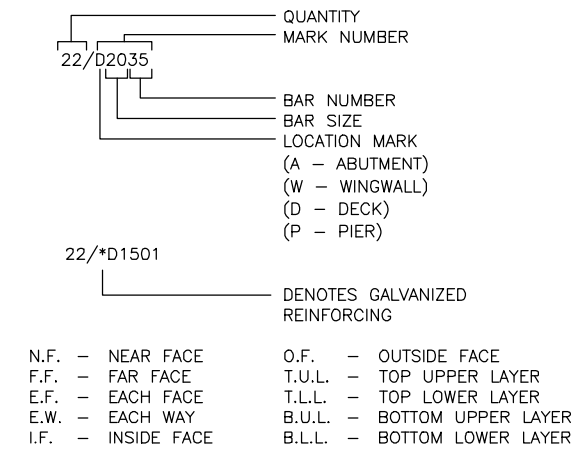 QUANTITY
MARK NUMBER
22/D2035
BAR NUMBER
BAR SIZE
LOCATION MARK
(A – ABUTMENT)
(W – WINGWALL)
(D – DECK)
(P – PIER)
22/*D1501
DENOTES GALVANIZED
REINFORCING
N.F. – NEAR FACE
F.F. – FAR FACE
E.F. – EACH FACE
E.W. – EACH WAY
I.F. – INSIDE FACE
O.F. – OUTSIDE FACE
T.U.L. – TOP UPPER LAYER
T.L.L. – TOP LOWER LAYER
B.U.L. – BOTTOM UPPER LAYER
B.L.L. – BOTTOM LOWER LAYER